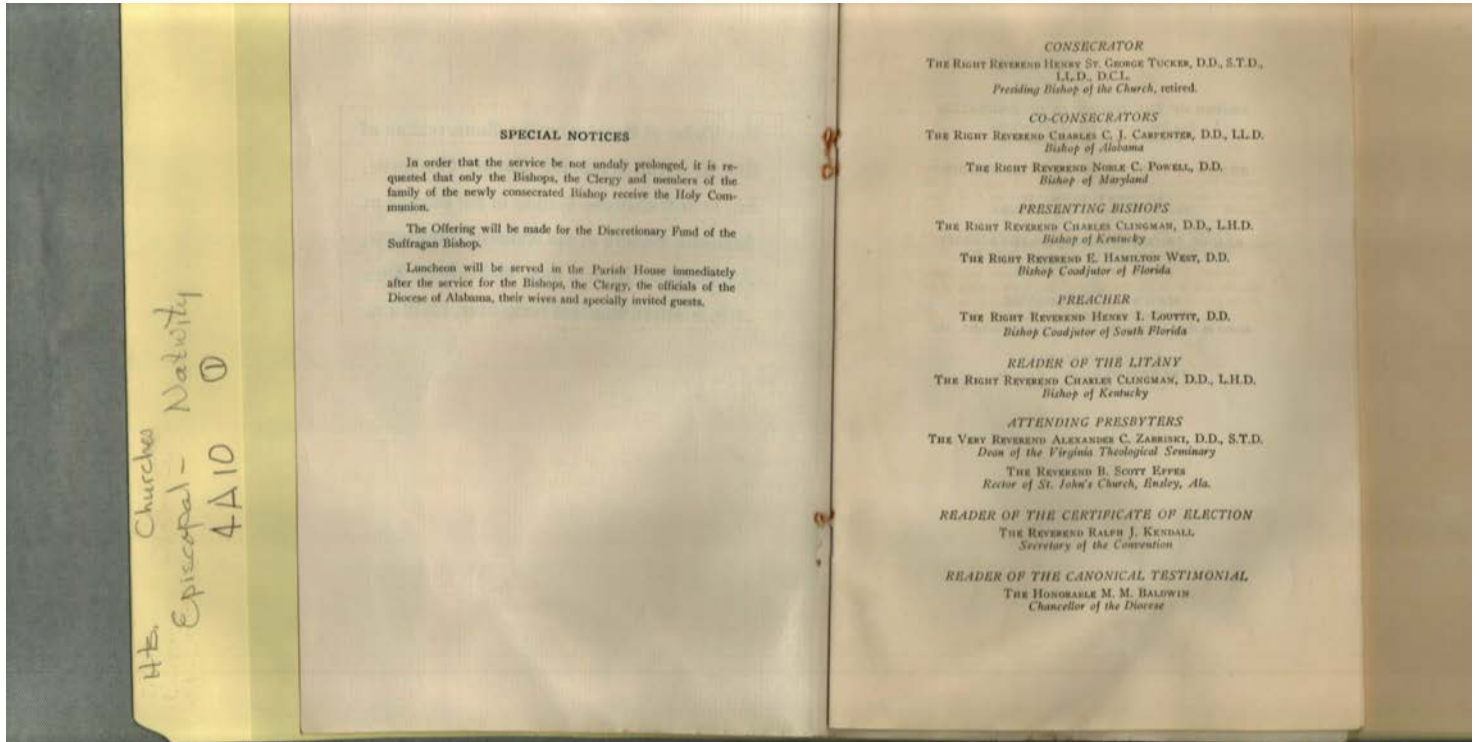 Hb. Churches
Episcopal - Nativity
4A10 ①
SPECIAL NOTICES
In order that the service be not unduly prolonged, it is re-
quested that only the Bishops, the Clergy and members of the
family of the newly consecrated Bishop receive the Holy Com-
munion.
The Offering will be made for the Discretionary Fund of the
Suffragan Bishop.
Luncheon will be served in the Parish House immediately
after the service for the Bishops, the Clergy, the officials of the
Diocese of Alabama, their wives and specially invited guests.
CONSECRATOR
THE RIGHT REVEREND HENRY ST. GEORGE TUCKER, D.D., S.T.D.,
LL.D., D.C.L.
Presiding Bishop of the Church, retired.
CO-CONSECRATORS
THE RIGHT REVEREND CHARLES C. J. CARPENTER, D.D., LL.D.
Bishop of Alabama
THE RIGHT REVEREND NOBLE C. POWELL, D.D.
Bishop of Maryland
PRESENTING BISHOPS
THE RIGHT REVEREND CHARLES CLINGMAN, D.D., L.H.D.
Bishop of Kentucky
THE RIGHT REVEREND E. HAMILTON WEST, D.D.
Bishop Coadjutor of Florida
PREACHER
THE RIGHT REVEREND HENRY I. LOUTTIT, D.D.
Bishop Coadjutor of South Florida
READER OF THE LITANY
THE RIGHT REVEREND CHARLES CLINGMAN, D.D., L.H.D.
Bishop of Kentucky
ATTENDING PRESBYTERS
THE VERY REVEREND ALEXANDER C. ZABRISKI, D.D., S.T.D.
Dean of the Virginia Theological Seminary
THE REVEREND B. SCOTT EPPES
Rector of St. John's Church, Ensley, Ala.
READER OF THE CERTIFICATE OF ELECTION
THE REVEREND RALPH J. KENDALL
Secretary of the Convention
READER OF THE CANONICAL TESTIMONIAL
THE HONORABLE M. M. BALDWIN
Chancellor of the Diocese